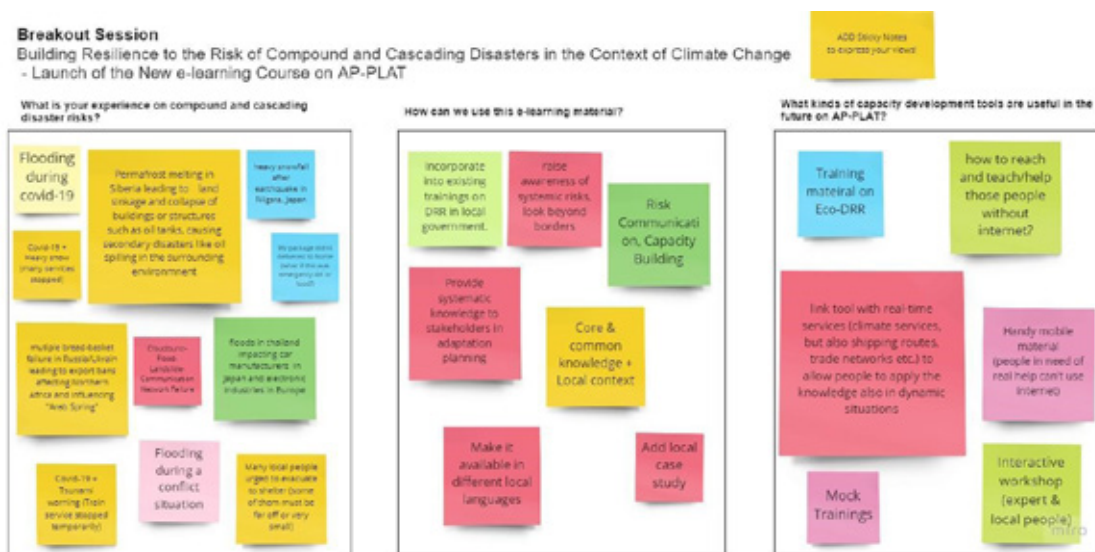 Breakout Session
Building Resilience to the Risk of Compound and Cascading Disasters in the Context of Climate Change
- Launch of the New e-learning Course on AP-PLAT
ADD Sticky Notes
to express your views!
What is your experience on compound and cascading
disaster risks?
Flooding
during
covid-19
Permafrost melting in
Siberia leading to land
sinkage and collapse of
buildings or structures
such as oil tanks, causing
secondary disasters like oil
spilling in the surrounding
environment
heavy snowfall
after
earthquake in
Niigata, Japan
Covid-19 +
Heavy snow
(many services
stopped)
multiple bread-basket
failure in Russia/Ukrain
leading to export bans
affecting Northern
Africa and influencing
"Arab Spring"
Cloudburst-
Flood-
Landslide
Communication
Network failure
floods in thailand
impacting car
manufacturers in
Japan and electronic
industries in Europe
Covid-19 +
Tsunami
warning (Train
service stopped
temporarily)
Flooding
during a
conflict
situation
Many local people
urged to evacuate
to shelter (some
of them must be
far off or very
small)
How can we use this e-learning material?
incorporate
into existing
trainings on
DRR in local
government.
raise
awareness of
systemic risks,
look beyond
borders
Risk
Communicati
on, Capacity
Building
Provide
systematic
knowledge to
stakeholders in
adaptation
planning
Core &
common
knowledge +
Local context
Make it
available in
different local
languages
Add local
case
study
What kinds of capacity development tools are useful in the
future on AP-PLAT?
Training
mateiral on
Eco-DRR
how to reach
and teach/help
those people
without
internet?
link tool with real-time
services (climate services,
but also shipping routes,
trade networks etc.) to
allow people to apply the
knowledge also in dynamic
situations
Handy mobile
material
(people in need of
real help can't use
internet)
Mock
Trainings
Interactive
workshop
(expert &
local people)
miro